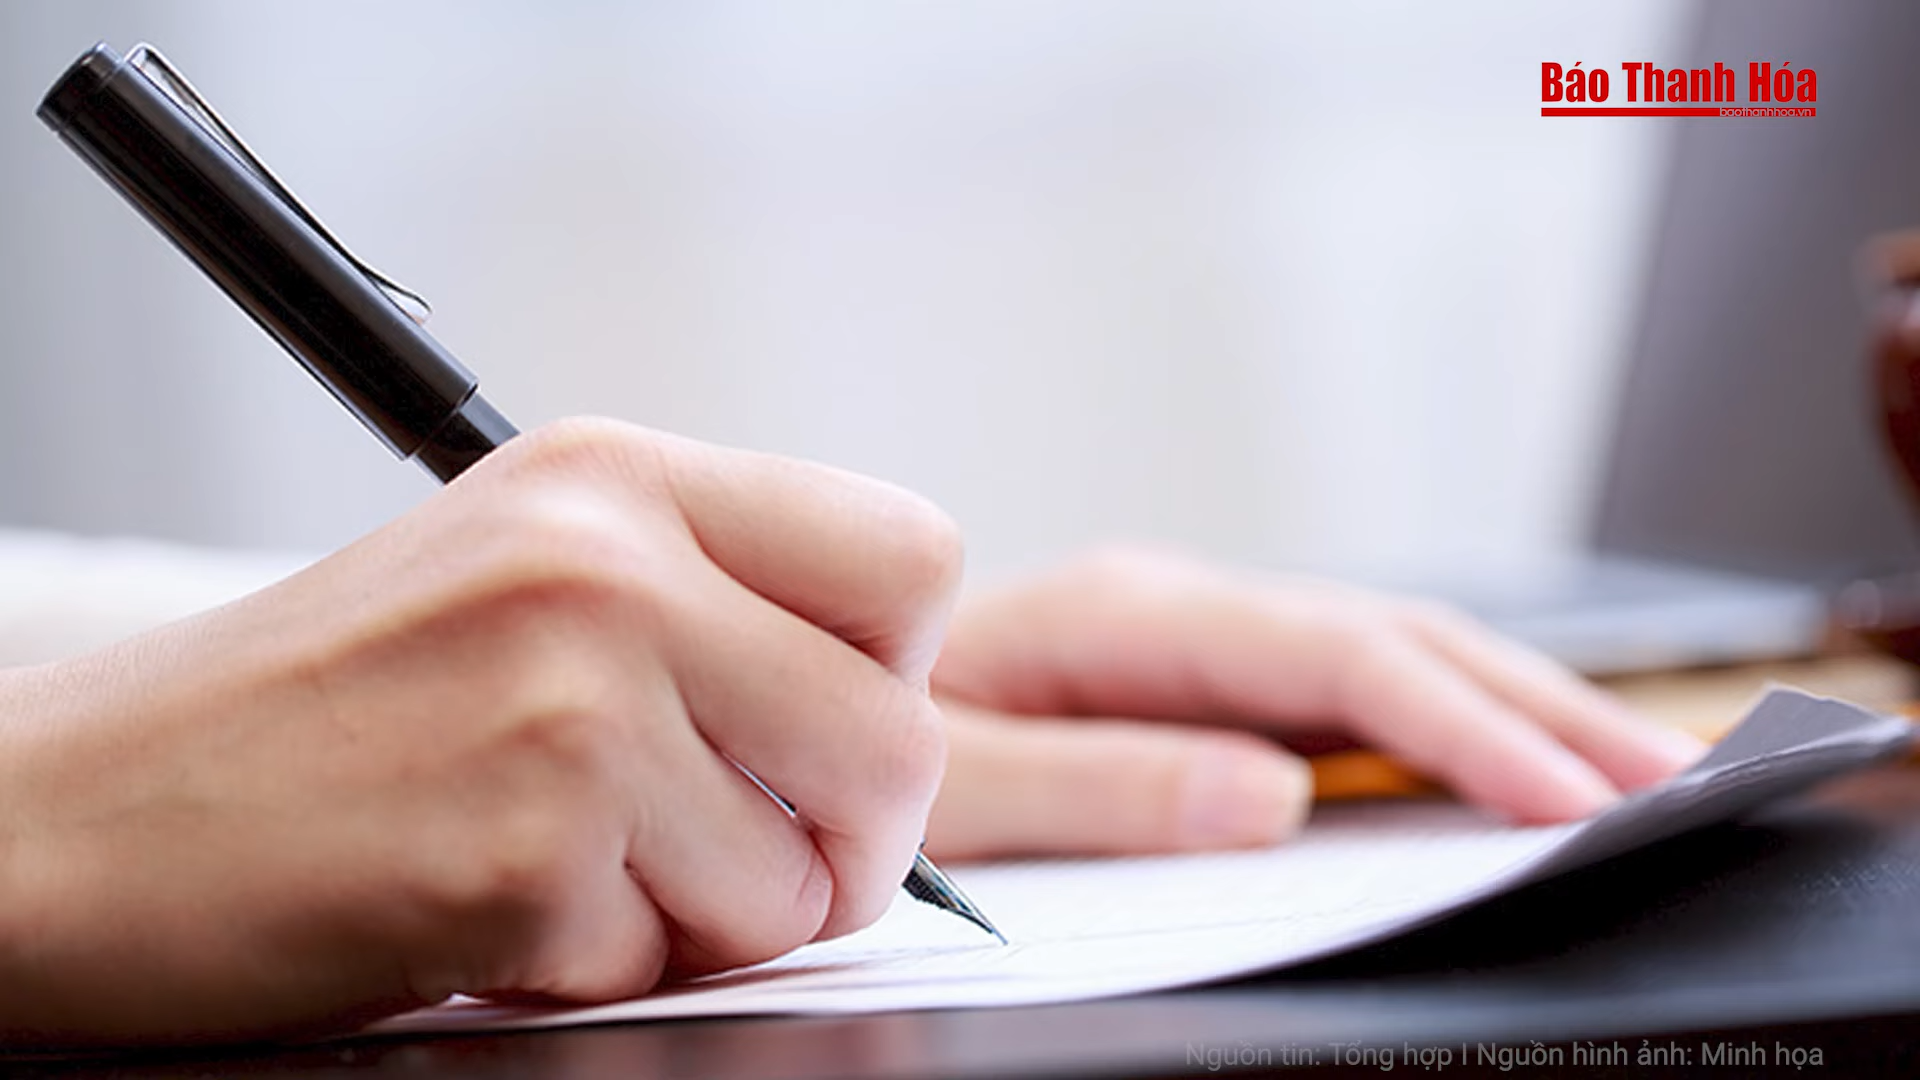 Báo Thanh Hóa
baothanhhoa.vn
Nguồn tin: Tổng hợp I Nguồn hình ảnh: Minh họa